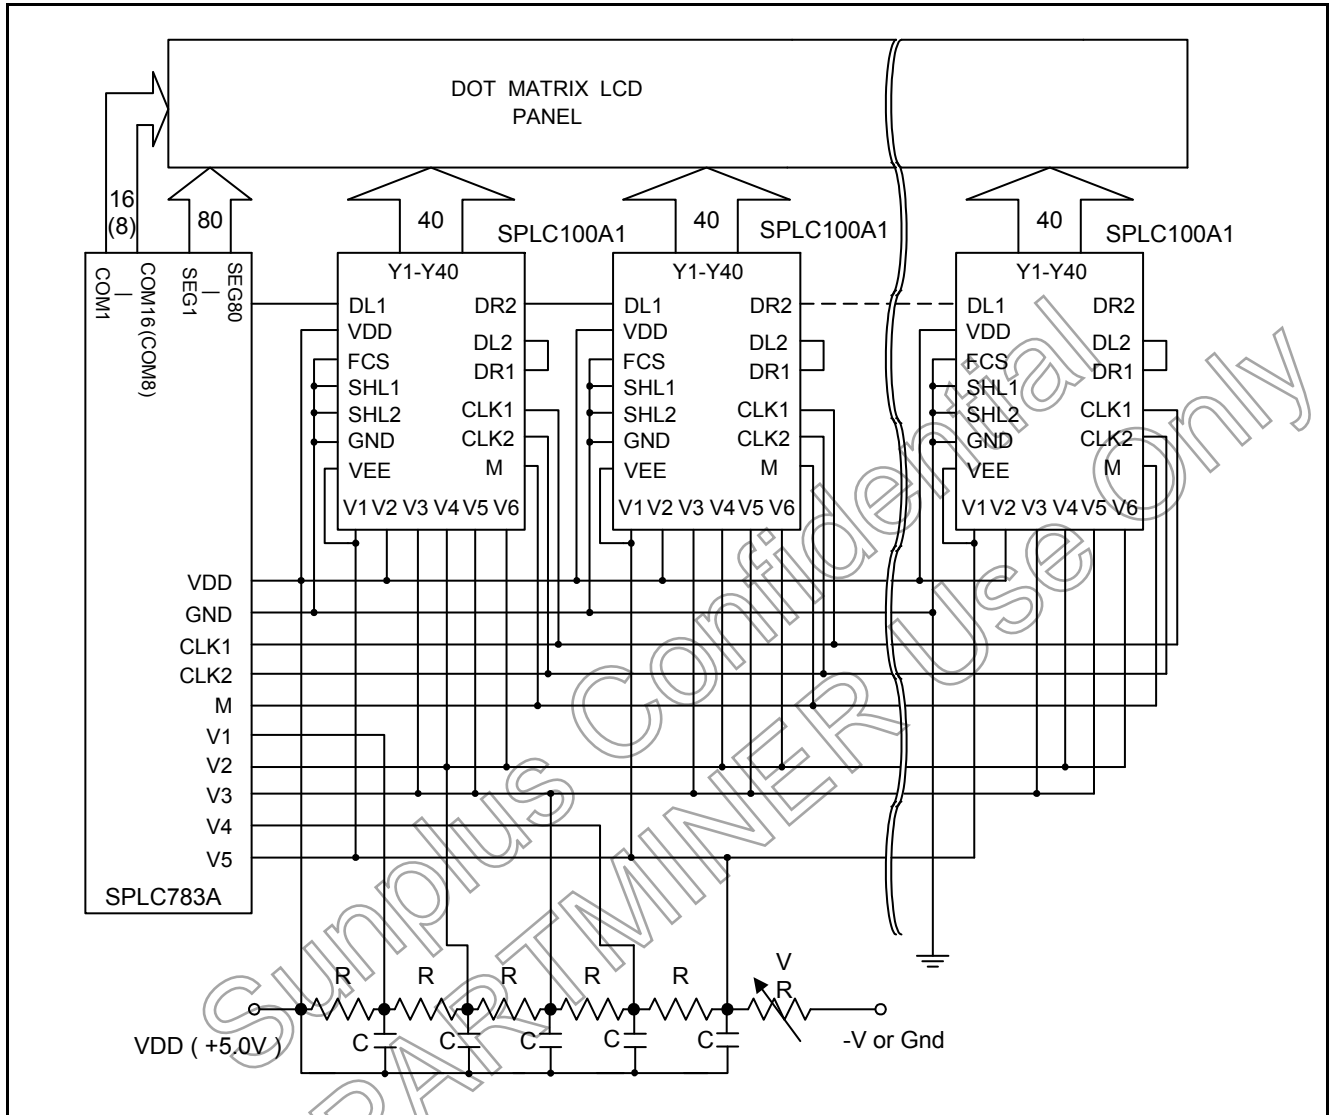 DOT MATRIX LCD
PANEL
16
(8)
80
40
SPLC100A1
40
SPLC100A1
40
SPLC100A1
COM1
|
COM16 (COM8)
SEG1
|
SEG80
Y1-Y40
DL1
DR2
VDD
DL2
FCS
DR1
SHL1
SHL2
CLK1
GND
CLK2
VEE
M
V1 V2 V3 V4 V5 V6
Y1-Y40
DL1
DR2
VDD
DL2
FCS
DR1
SHL1
SHL2
CLK1
GND
CLK2
VEE
M
V1 V2 V3 V4 V5 V6
Y1-Y40
DL1
DR2
VDD
DL2
FCS
DR1
SHL1
SHL2
CLK1
GND
CLK2
VEE
M
V1 V2 V3 V4 V5 V6
VDD
GND
CLK1
CLK2
M
V1
V2
V3
V4
V5
SPLC783A
R
R
R
R
R
V
R
C
C
C
C
C
VDD ( +5.0V )
-V or Gnd
Sunplus Confidential
PARTMINER Use Only